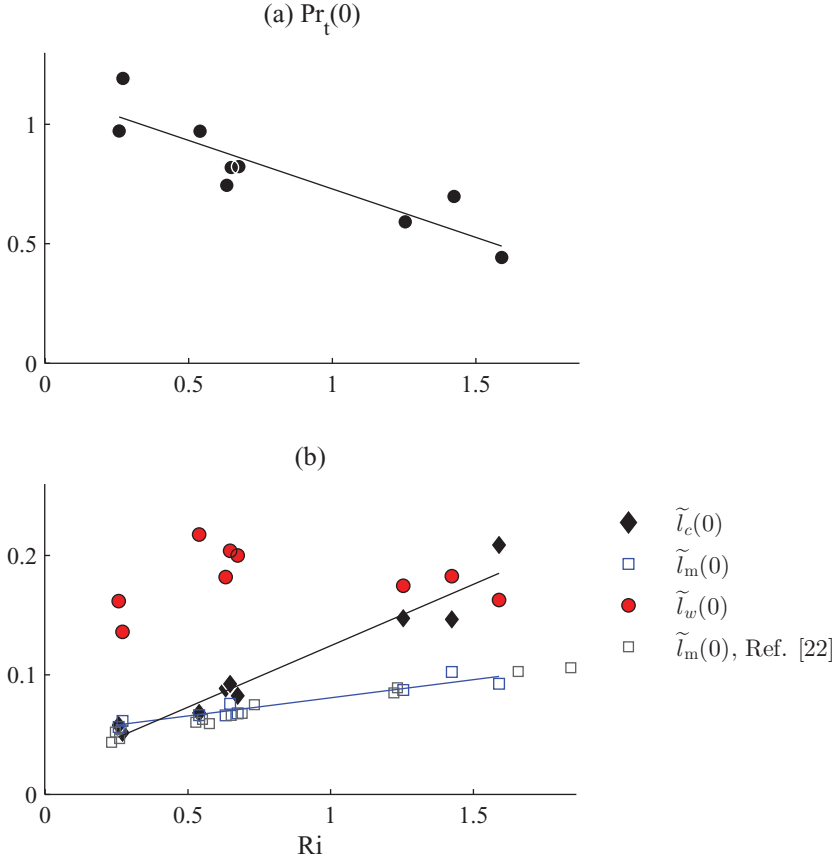 (a) Pr_t(0)
1
0.5
0
0 0.5 1 1.5
(b)
0.2
0.1
0
0 0.5 1 1.5
Ri
l̃_c(0)
l̃_m(0)
l̃_w(0)
l̃_m(0), Ref. [22]